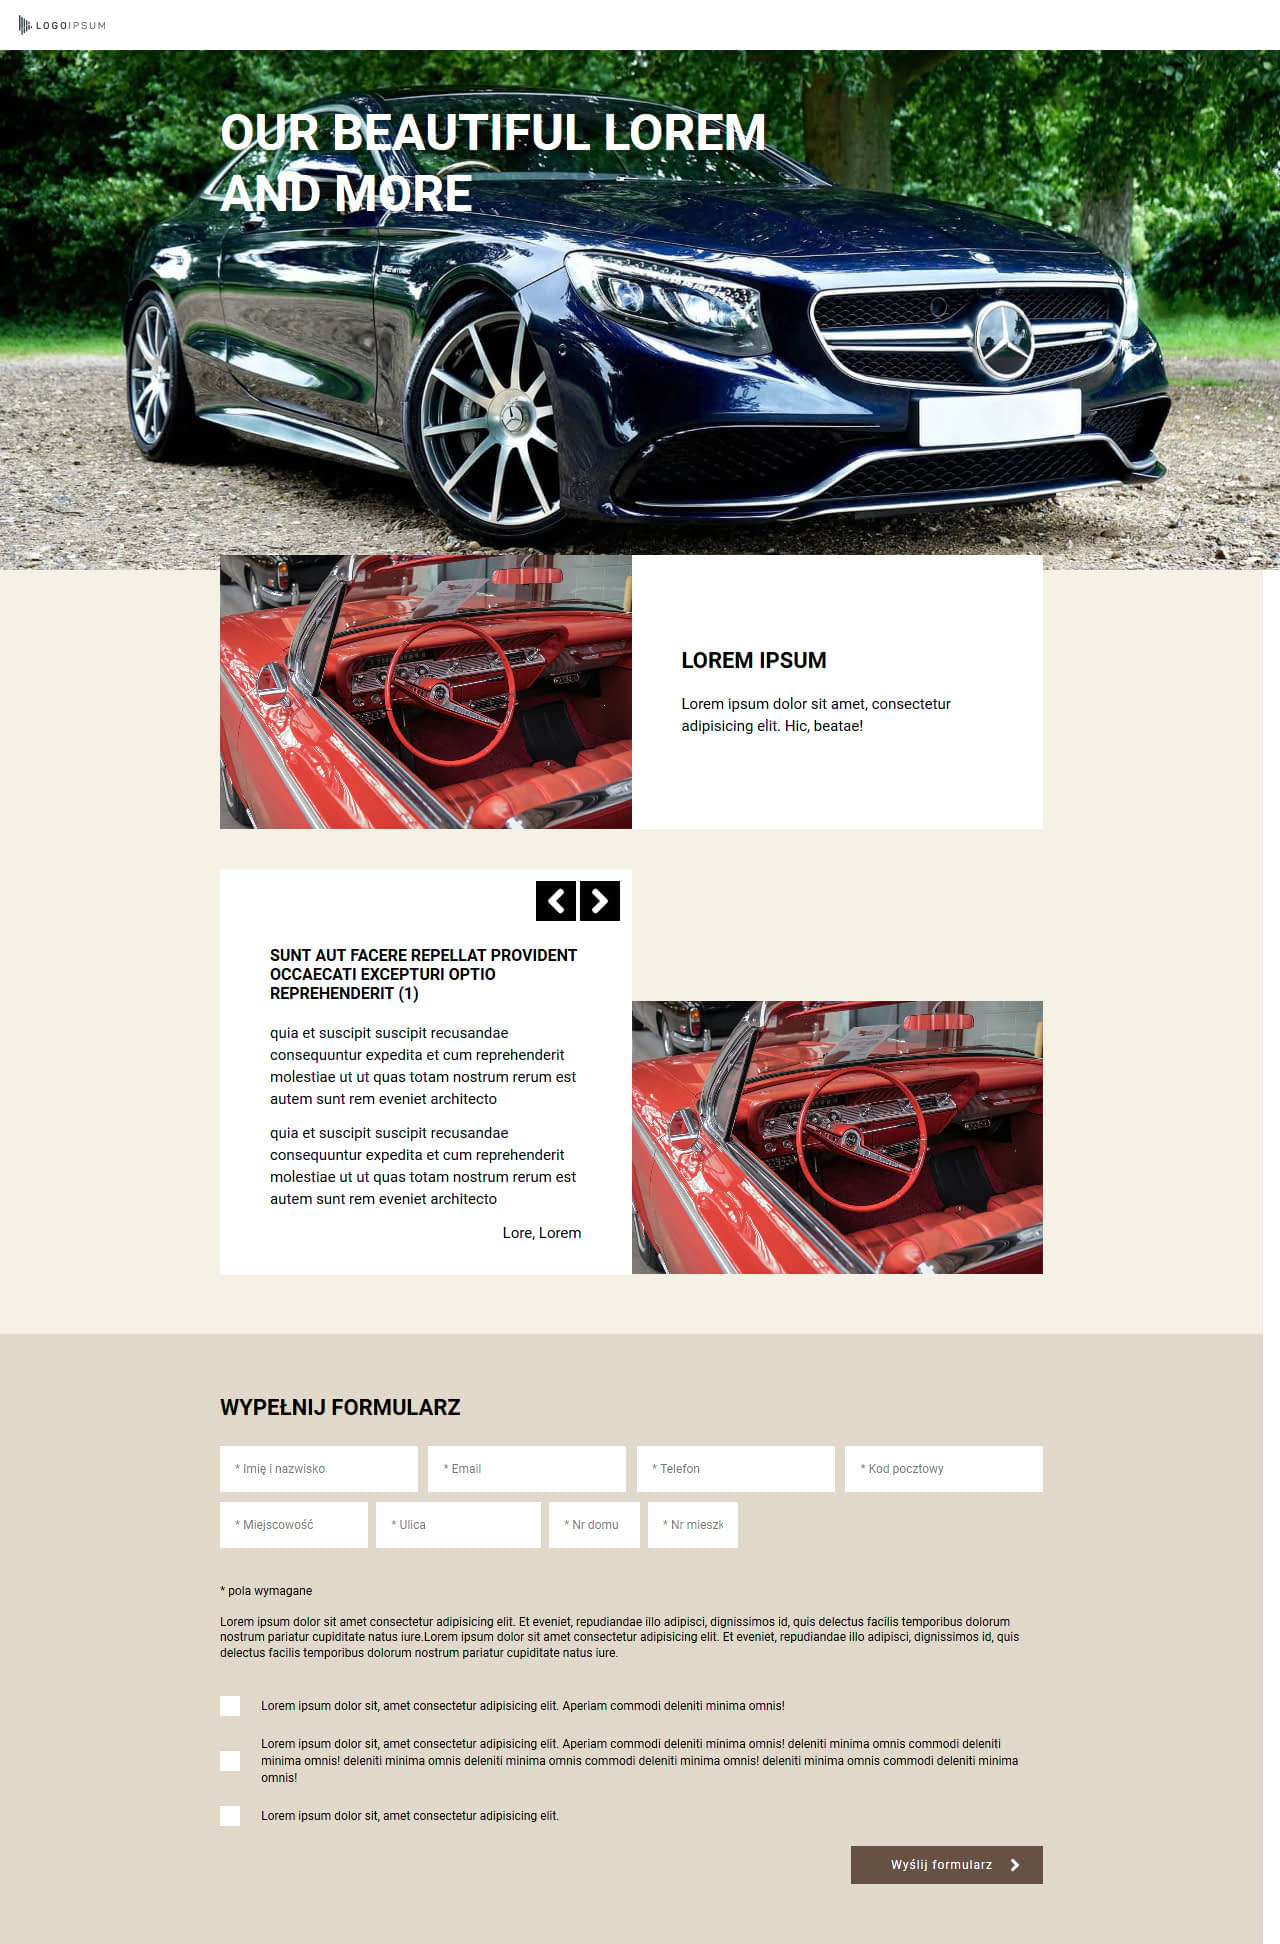 LOGOIPSUM
OUR BEAUTIFUL LOREM
AND MORE
LOREM IPSUM
Lorem ipsum dolor sit amet, consectetur
adipisicing elit. Hic, beatae!
SUNT AUT FACERE REPELLAT PROVIDENT
OCCAECATI EXCEPTURI OPTIO
REPREHENDERIT (1)
quia et suscipit suscipit recusandae
consequuntur expedita et cum reprehenderit
molestiae ut ut quas totam nostrum rerum est
autem sunt rem eveniet architecto
quia et suscipit suscipit recusandae
consequuntur expedita et cum reprehenderit
molestiae ut ut quas totam nostrum rerum est
autem sunt rem eveniet architecto
Lore, Lorem
WYPEŁNIJ FORMULARZ
* Imię i nazwisko * Email * Telefon * Kod pocztowy
* Miejscowość * Ulica * Nr domu * Nr mieszk
* pola wymagane
Lorem ipsum dolor sit amet consectetur adipisicing elit. Et eveniet, repudiandae illo adipisci, dignissimos id, quis delectus facilis temporibus dolorum
nostrum pariatur cupiditate natus iure.Lorem ipsum dolor sit amet consectetur adipisicing elit. Et eveniet, repudiandae illo adipisci, dignissimos id, quis
delectus facilis temporibus dolorum nostrum pariatur cupiditate natus iure.
Lorem ipsum dolor sit, amet consectetur adipisicing elit. Aperiam commodi deleniti minima omnis!
Lorem ipsum dolor sit, amet consectetur adipisicing elit. Aperiam commodi deleniti minima omnis! deleniti minima omnis commodi deleniti
minima omnis! deleniti minima omnis deleniti minima omnis commodi deleniti minima omnis! deleniti minima omnis commodi deleniti minima
omnis!
Lorem ipsum dolor sit, amet consectetur adipisicing elit.
Wyślij formularz